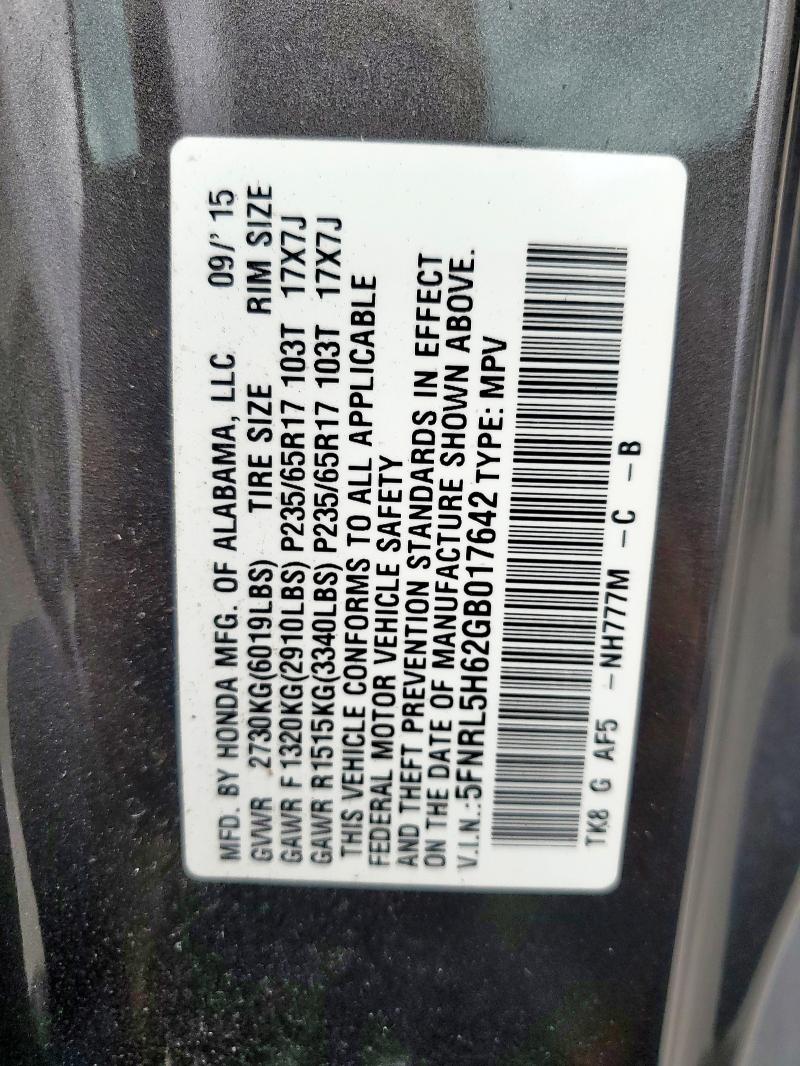 MFD. BY HONDA MFG. OF ALABAMA, LLC 09/'15
GVWR 2730KG(6019LBS) TIRE SIZE RIM SIZE
GAWR F 1320KG(2910LBS) P235/65R17 103T 17X7J
GAWR R1515KG(3340LBS) P235/65R17 103T 17X7J
THIS VEHICLE CONFORMS TO ALL APPLICABLE
FEDERAL MOTOR VEHICLE SAFETY
AND THEFT PREVENTION STANDARDS IN EFFECT
ON THE DATE OF MANUFACTURE SHOWN ABOVE.
V.I.N.:5FNRL5H62GB017642 TYPE: MPV
TK8 G AF5 -NH777M -C -B